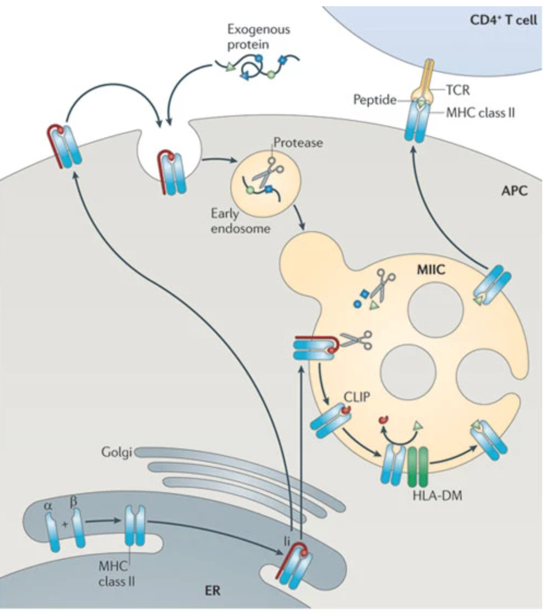 CD4⁺ T cell
Exogenous
protein
TCR
Peptide
MHC class II
Protease
APC
Early
endosome
MIIC
CLIP
Golgi
HLA-DM
α
+
β
Ii
MHC
class II
ER